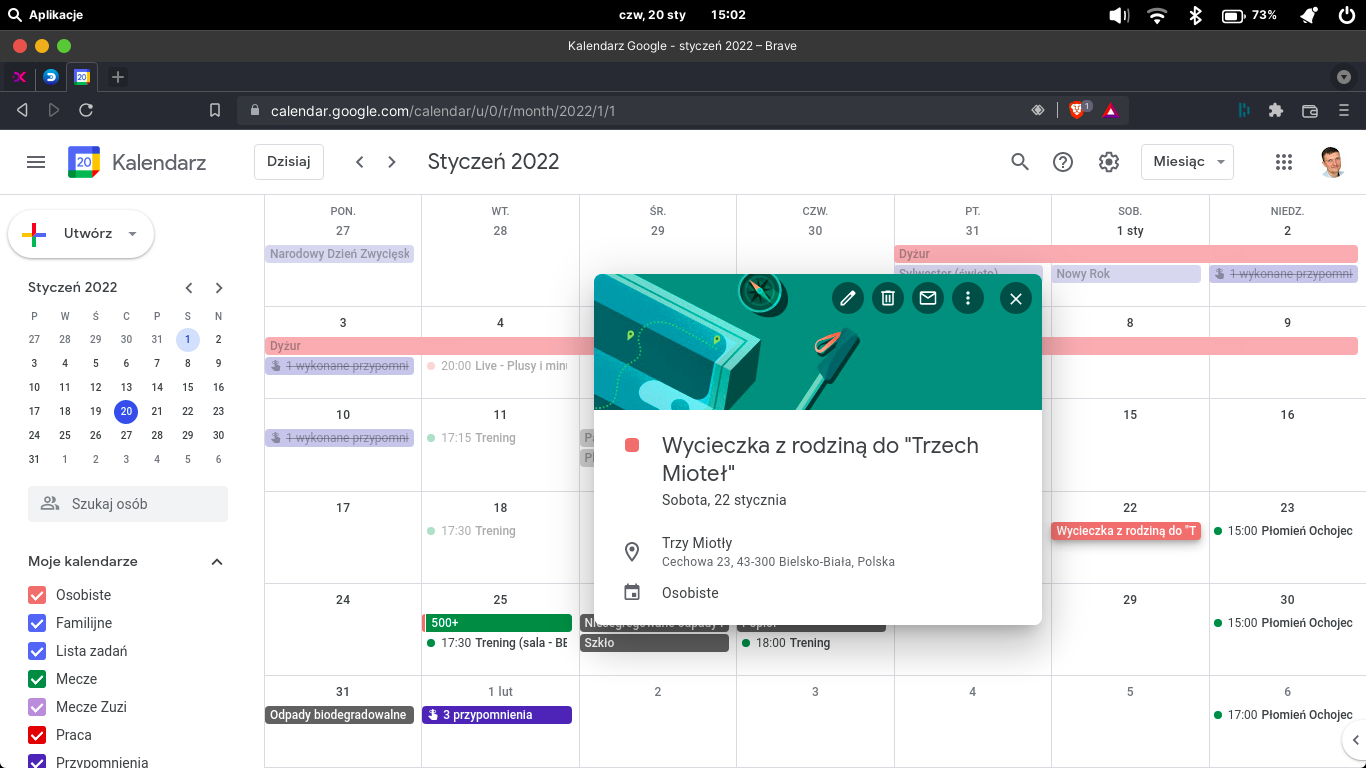 Aplikacje
czw, 20 sty 15:02
73%
Kalendarz Google - styczeń 2022 – Brave
20
calendar.google.com/calendar/u/0/r/month/2022/1/1
1
20 Kalendarz
Dzisiaj
Styczeń 2022
Miesiąc
Utwórz
Styczeń 2022
P W Ś C P S N
27 28 29 30 31 1 2
3 4 5 6 7 8 9
10 11 12 13 14 15 16
17 18 19 20 21 22 23
24 25 26 27 28 29 30
31 1 2 3 4 5 6
Szukaj osób
Moje kalendarze
Osobiste
Familijne
Lista zadań
Mecze
Mecze Zuzi
Praca
Przypomnienia
PON. WT. ŚR. CZW. PT. SOB. NIEDZ.
27 28 29 30 31 1 sty 2
Narodowy Dzień Zwycięsk
Dyżur
Sylwester (święto)
Nowy Rok
1 wykonane przypomni
3 4 8 9
Dyżur
1 wykonane przypomni
20:00 Live - Plusy i minu
10 11 15 16
1 wykonane przypomni
17:15 Trening
17 18 22 23
17:30 Trening
Wycieczka z rodziną do "T
15:00 Płomień Ochojec
Wycieczka z rodziną do "Trzech
Mioteł"
Sobota, 22 stycznia
Trzy Miotły
Cechowa 23, 43-300 Bielsko-Biała, Polska
Osobiste
24 25 29 30
500+
17:30 Trening (sala - BE
Niesegregowane odpady
Szkło
Papier
18:00 Trening
15:00 Płomień Ochojec
31 1 lut 2 3 4 5 6
Odpady biodegradowalne
3 przypomnienia
17:00 Płomień Ochojec